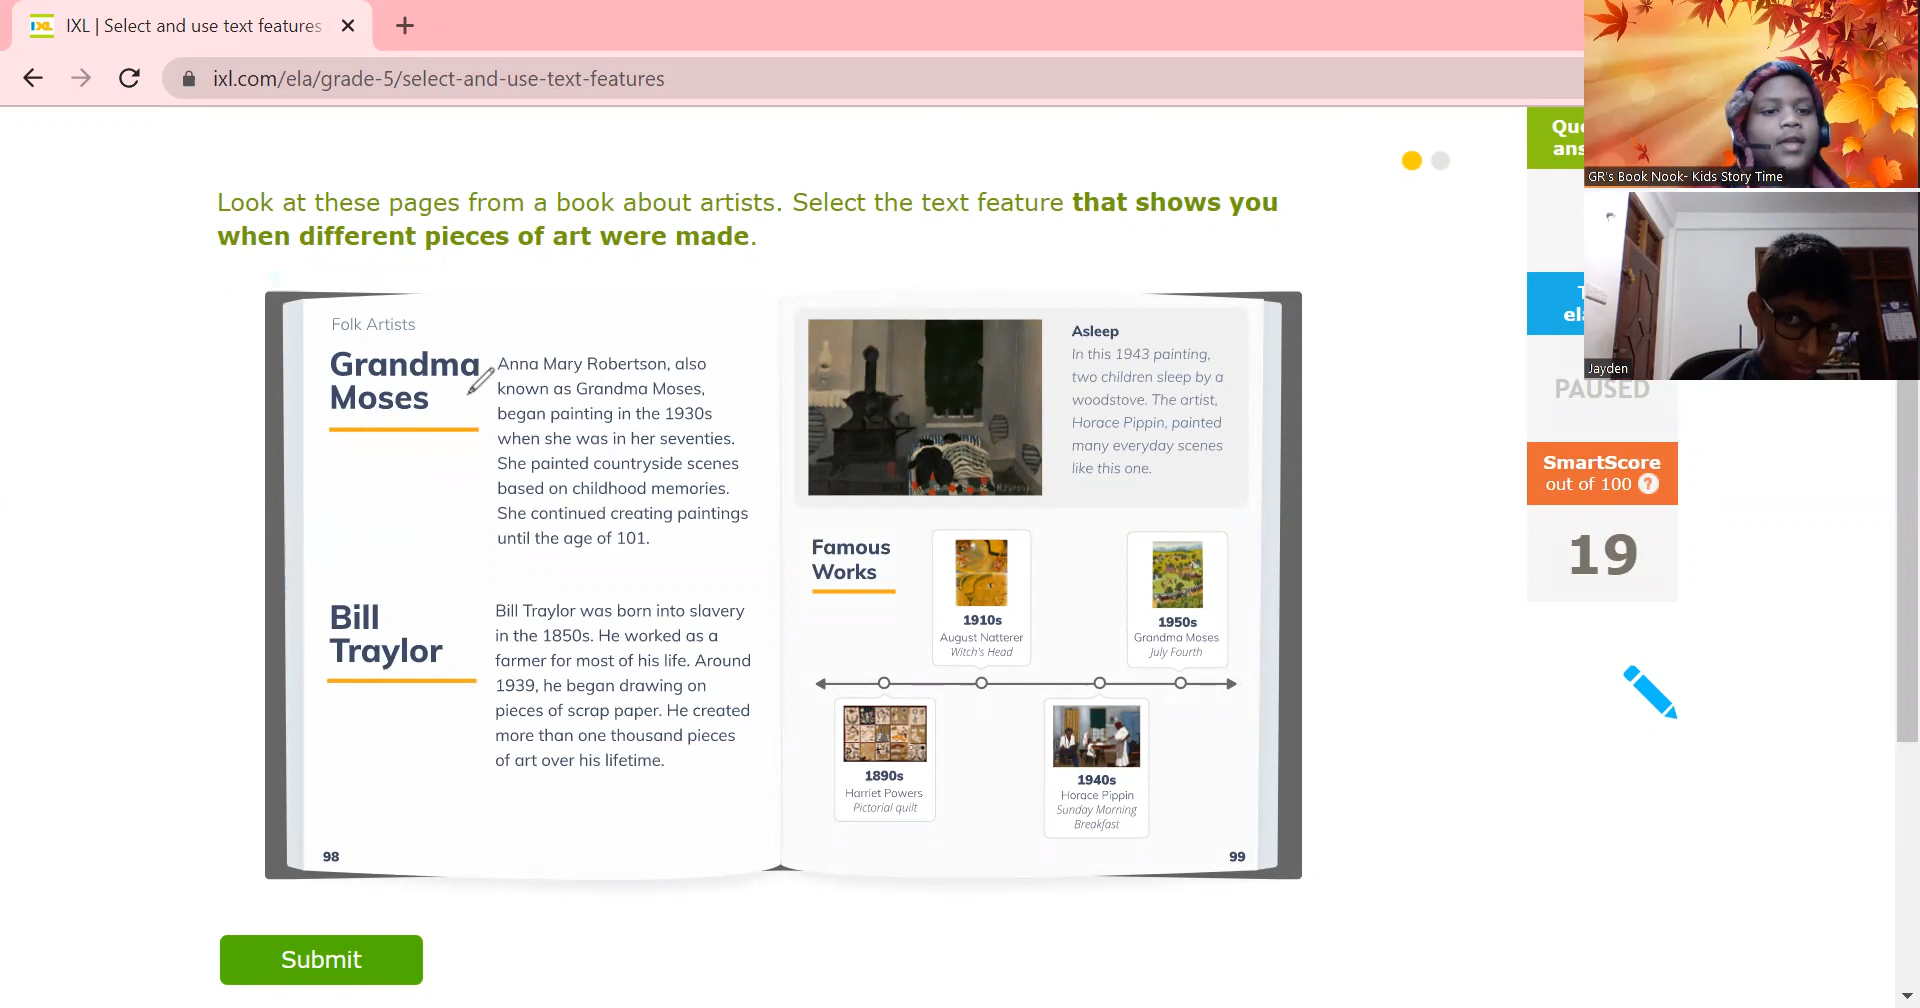 IXL | Select and use text features
ixl.com/ela/grade-5/select-and-use-text-features
Look at these pages from a book about artists. Select the text feature that shows you
when different pieces of art were made.
Folk Artists
Grandma
Moses
Anna Mary Robertson, also
known as Grandma Moses,
began painting in the 1930s
when she was in her seventies.
She painted countryside scenes
based on childhood memories.
She continued creating paintings
until the age of 101.
Bill
Traylor
Bill Traylor was born into slavery
in the 1850s. He worked as a
farmer for most of his life. Around
1939, he began drawing on
pieces of scrap paper. He created
more than one thousand pieces
of art over his lifetime.
98
Asleep
In this 1943 painting,
two children sleep by a
woodstove. The artist,
Horace Pippin, painted
many everyday scenes
like this one.
Famous
Works
1910s
August Natterer
Witch's Head
1950s
Grandma Moses
July Fourth
1890s
Harriet Powers
Pictorial quilt
1940s
Horace Pippin
Sunday Morning
Breakfast
99
Submit
GR's Book Nook- Kids Story Time
Jayden
PAUSED
SmartScore
out of 100 ?
19